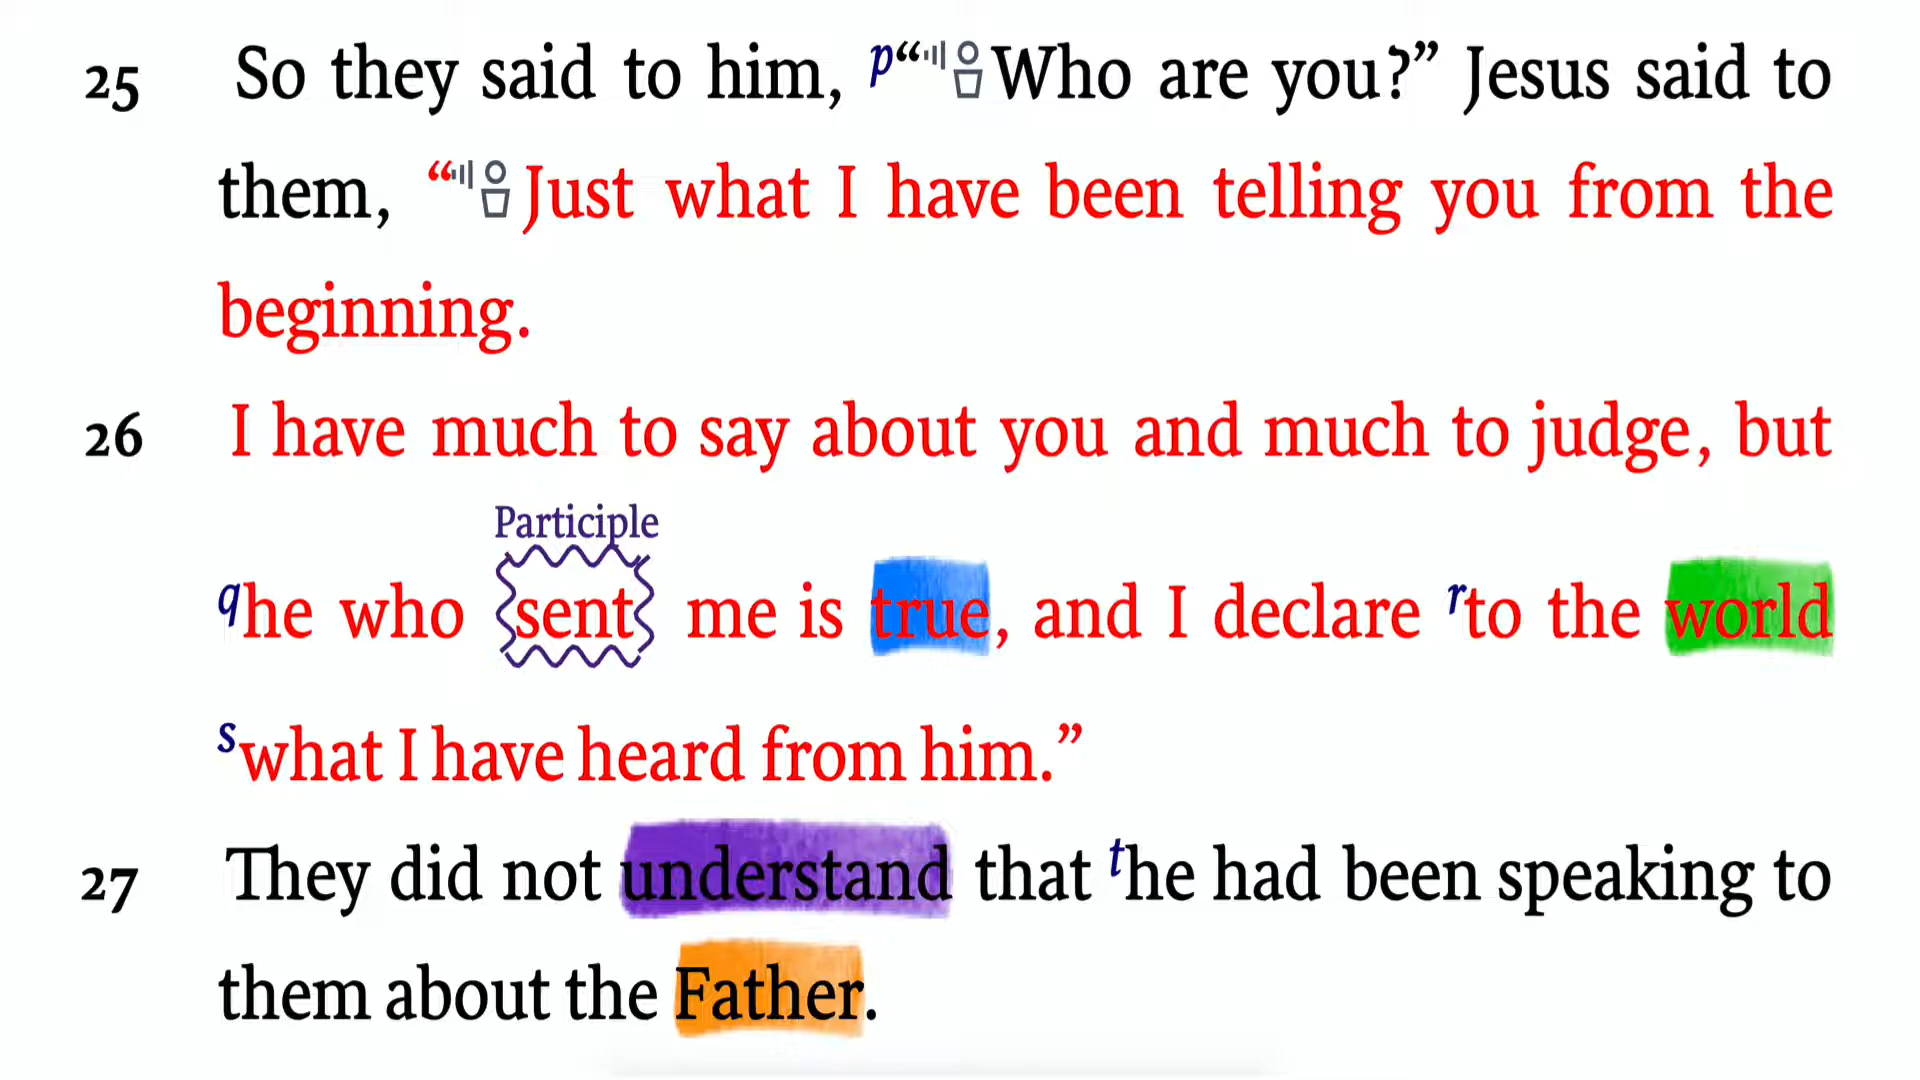 25 So they said to him, p“Who are you?” Jesus said to
them, “Just what I have been telling you from the
beginning.
26 I have much to say about you and much to judge, but
Participle
qhe who sent me is true, and I declare rto the world
swhat I have heard from him.”
27 They did not understand that the had been speaking to
them about the Father.